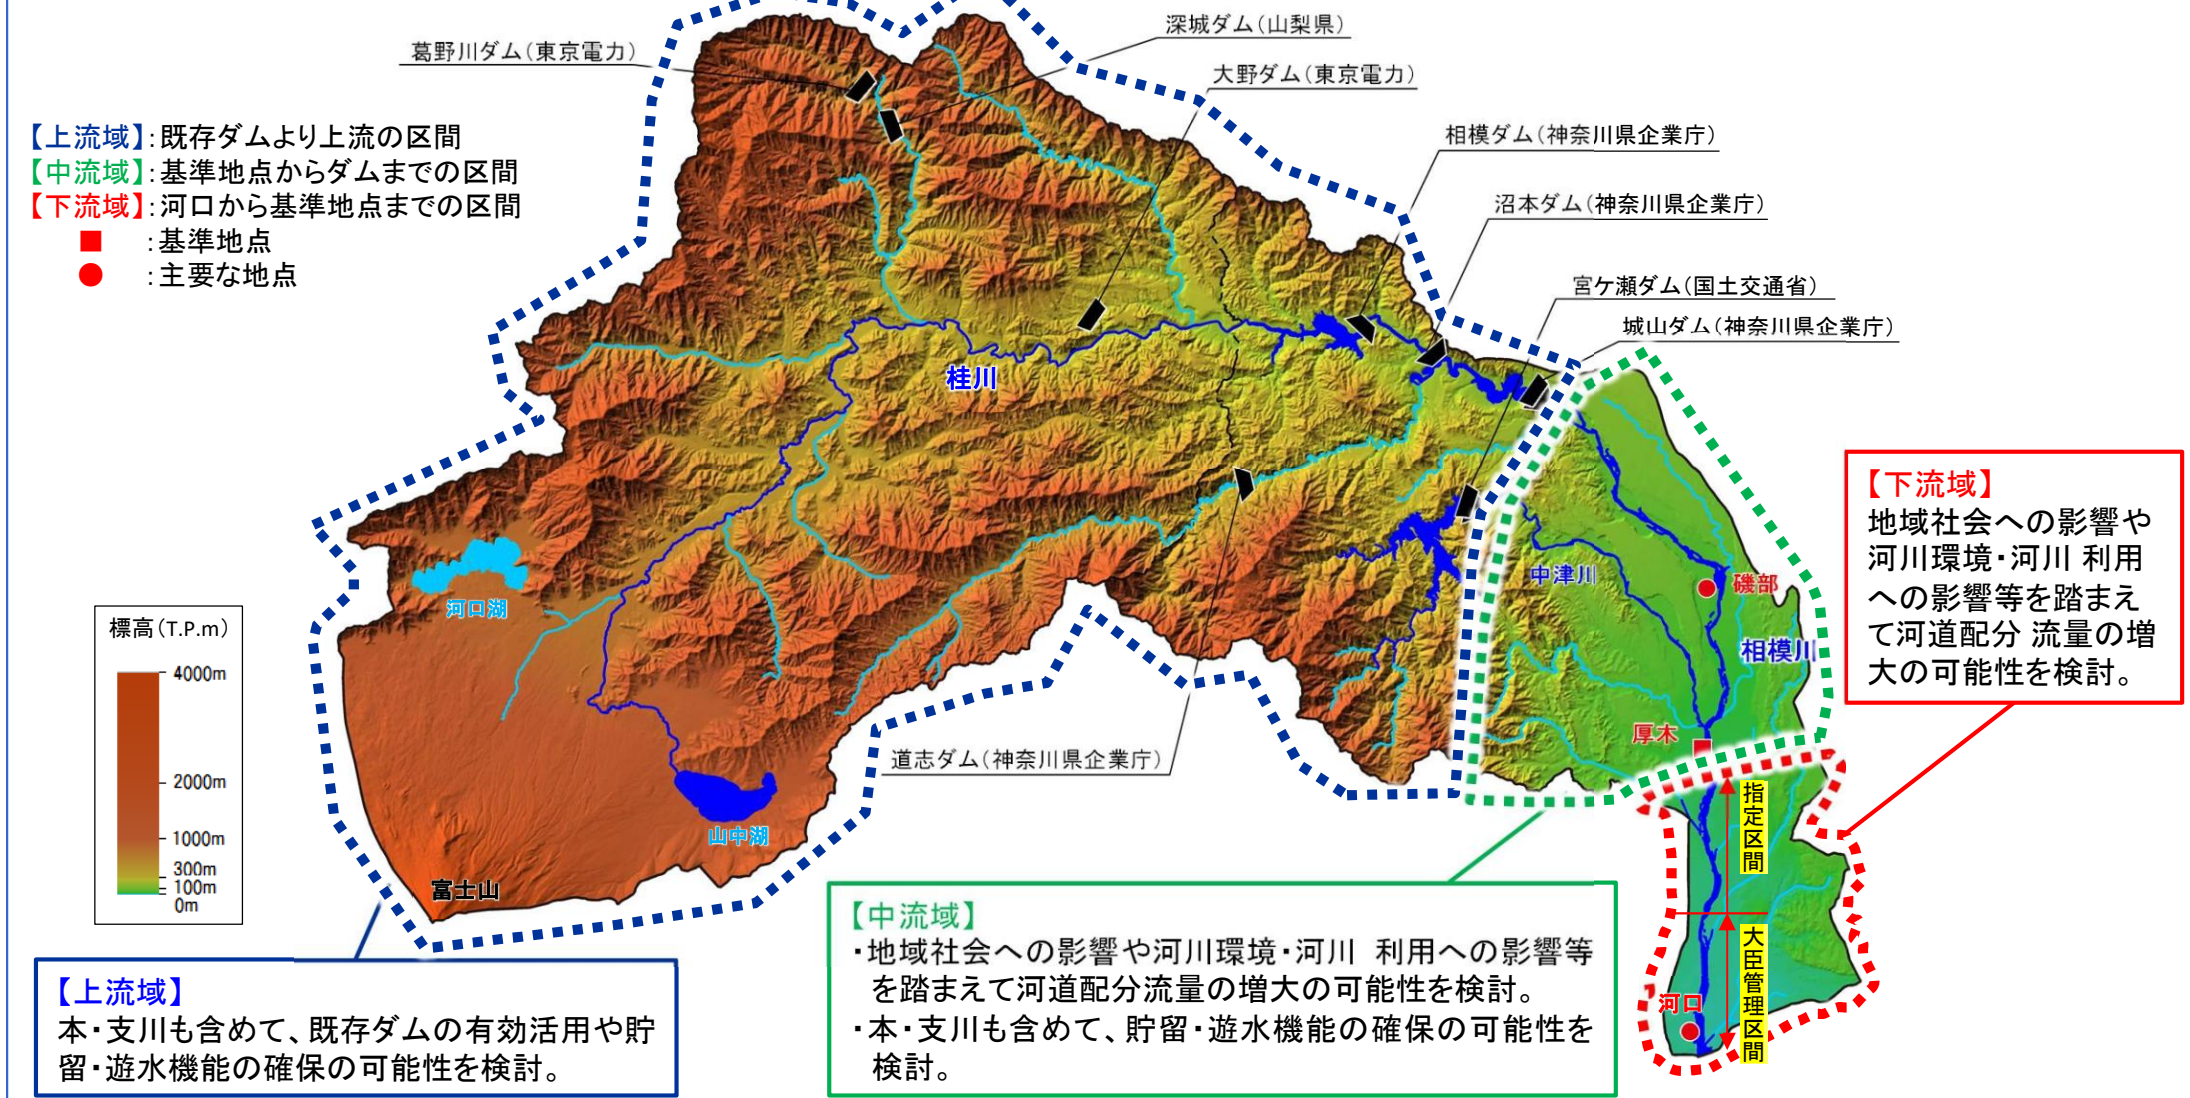 深城ダム(山梨県)
葛野川ダム(東京電力)
大野ダム(東京電力)
相模ダム(神奈川県企業庁)
沼本ダム(神奈川県企業庁)
宮ケ瀬ダム(国土交通省)
城山ダム(神奈川県企業庁)
【上流域】:既存ダムより上流の区間
【中流域】:基準地点からダムまでの区間
【下流域】:河口から基準地点までの区間
:基準地点
:主要な地点
桂川
中津川
磯部
相模川
厚木
河口湖
山中湖
富士山
道志ダム(神奈川県企業庁)
指定区間
大臣管理区間
河口
標高(T.P.m)
4000m
2000m
1000m
300m
100m
0m
【下流域】
地域社会への影響や
河川環境・河川 利用
への影響等を踏まえ
て河道配分 流量の増
大の可能性を検討。
【中流域】
・地域社会への影響や河川環境・河川 利用への影響等
を踏まえて河道配分流量の増大の可能性を検討。
・本・支川も含めて、貯留・遊水機能の確保の可能性を
検討。
【上流域】
本・支川も含めて、既存ダムの有効活用や貯
留・遊水機能の確保の可能性を検討。